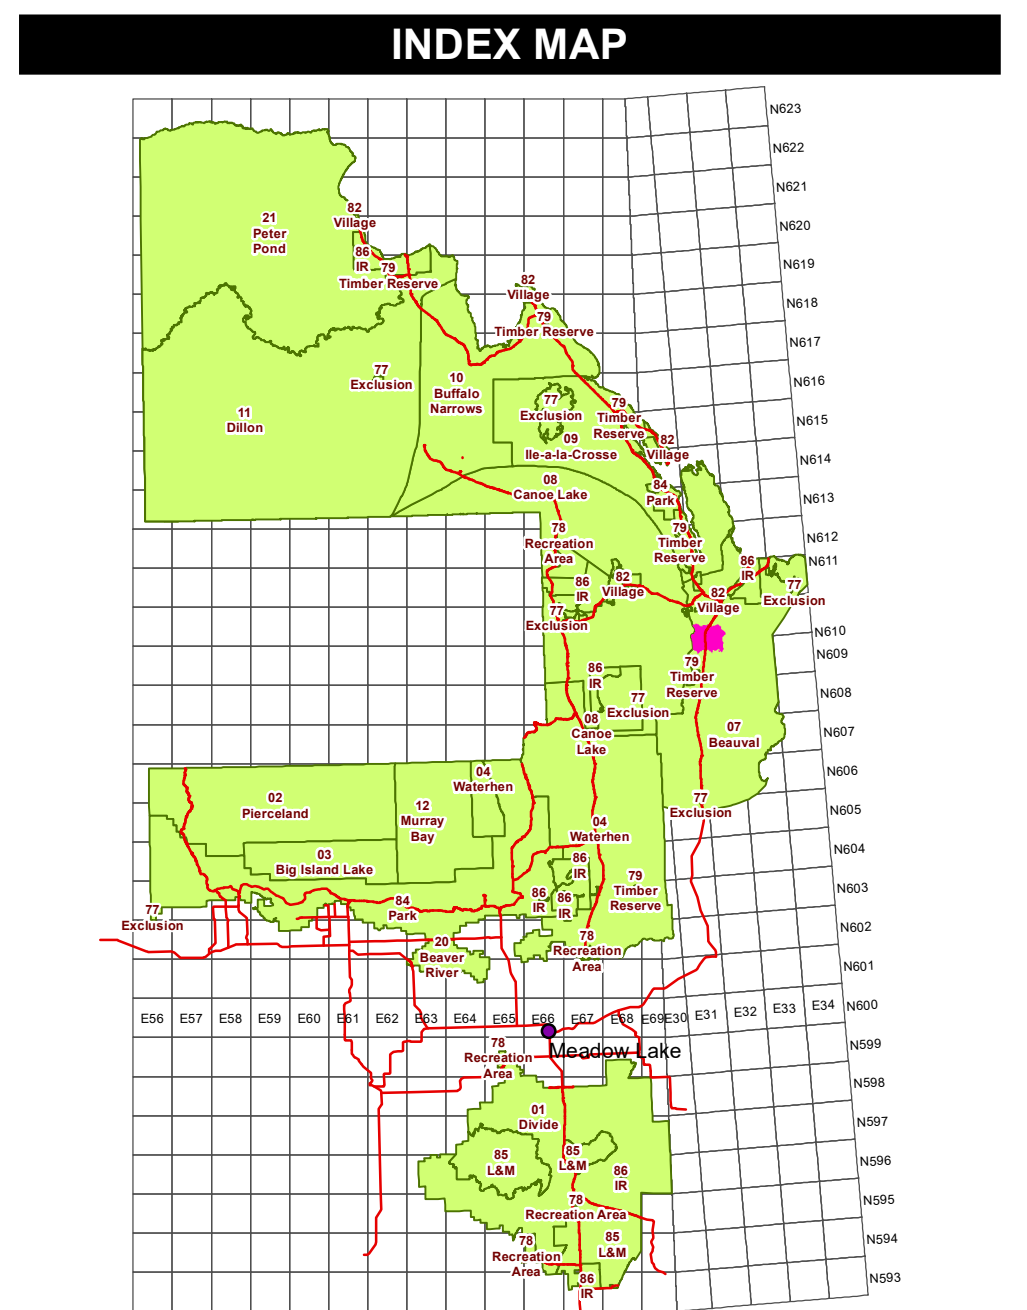 INDEX MAP
N623
N622
N621
N620
N619
N618
N617
N616
N615
N614
N613
N612
N611
N610
N609
N608
N607
N606
N605
N604
N603
N602
N601
N600
N599
N598
N597
N596
N595
N594
N593
82
Village
21
Peter
Pond
86
IR
79
Timber Reserve
82
Village
79
Timber Reserve
77
Exclusion
10
Buffalo
Narrows
11
Dillon
77
Exclusion
79
Timber
Reserve
09
Ile-a-la-Crosse
82
Village
08
Canoe Lake
84
Park
78
Recreation
Area
79
Timber
Reserve
86
IR
82
Village
86
IR
77
Exclusion
82
Village
77
Exclusion
86
IR
79
Timber
Reserve
77
Exclusion
08
Canoe
Lake
07
Beauval
04
Waterhen
02
Pierceland
12
Murray
Bay
77
Exclusion
04
Waterhen
03
Big Island Lake
86
IR
79
Timber
Reserve
86
IR
86
IR
84
Park
77
Exclusion
20
Beaver
River
78
Recreation
Area
E56 E57 E58 E59 E60 E61 E62 E63 E64 E65 E66 E67 E68 E69 E30 E31 E32 E33 E34
Meadow Lake
78
Recreation
Area
01
Divide
85
L&M
85
L&M
86
IR
78
Recreation Area
78
Recreation
Area
85
L&M
86
IR